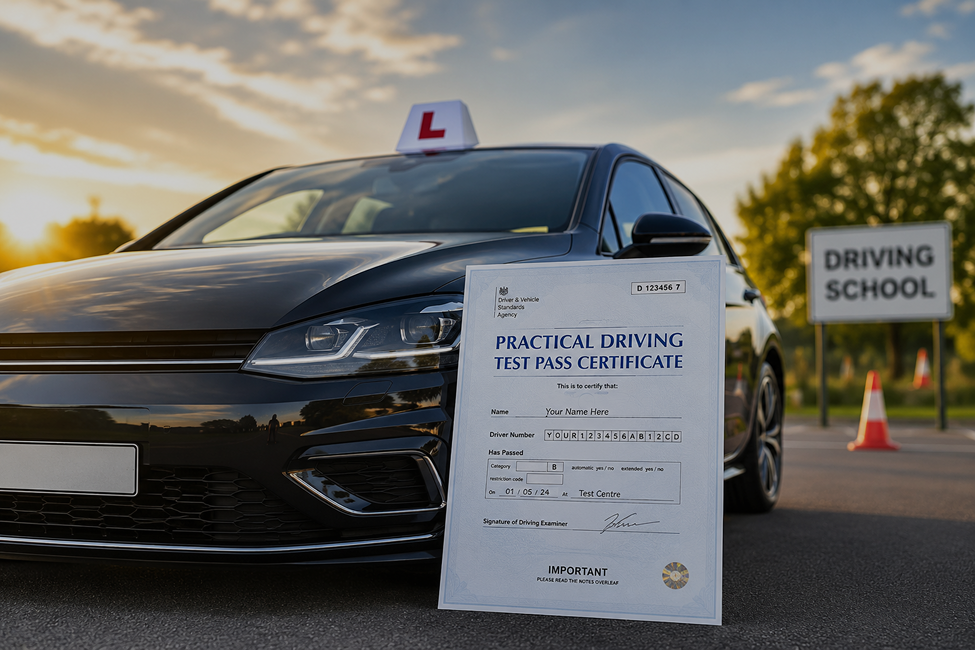 L
DRIVING
SCHOOL
Driver & Vehicle
Standards
Agency
D 123456 7
PRACTICAL DRIVING
TEST PASS CERTIFICATE
This is to certify that:
Name Your Name Here
Driver Number YOUR123456AB12CD
Has Passed
Category B automatic yes / no extended yes / no
restriction code
On 01 / 05 / 24 At Test Centre
Signature of Driving Examiner
IMPORTANT
PLEASE READ THE NOTES OVERLEAF